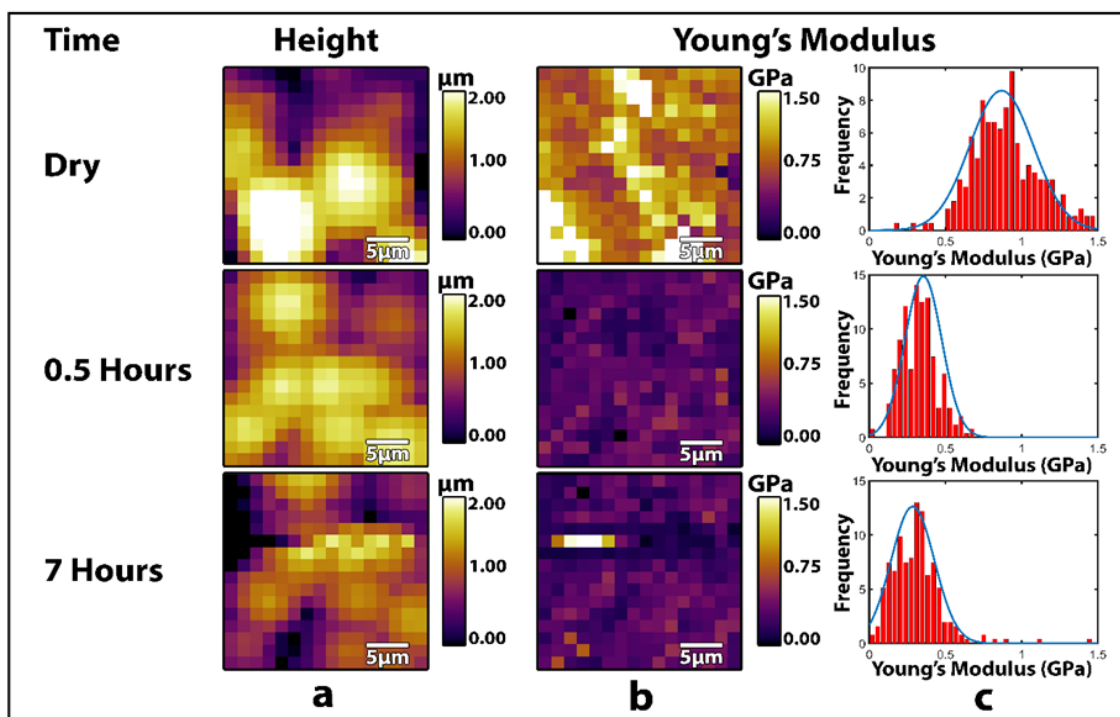 Time Height Young's Modulus
Dry
µm
2.00
1.00
0.00
5µm
GPa
1.50
0.75
0.00
5µm
Frequency
10
8
6
4
2
0
0 0.5 1 1.5
Young's Modulus (GPa)
0.5 Hours
µm
2.00
1.00
0.00
5µm
GPa
1.50
0.75
0.00
5µm
Frequency
15
10
5
0
0 0.5 1 1.5
Young's Modulus (GPa)
7 Hours
µm
2.00
1.00
0.00
5µm
GPa
1.50
0.75
0.00
5µm
Frequency
15
10
5
0
0 0.5 1 1.5
Young's Modulus (GPa)
a b c